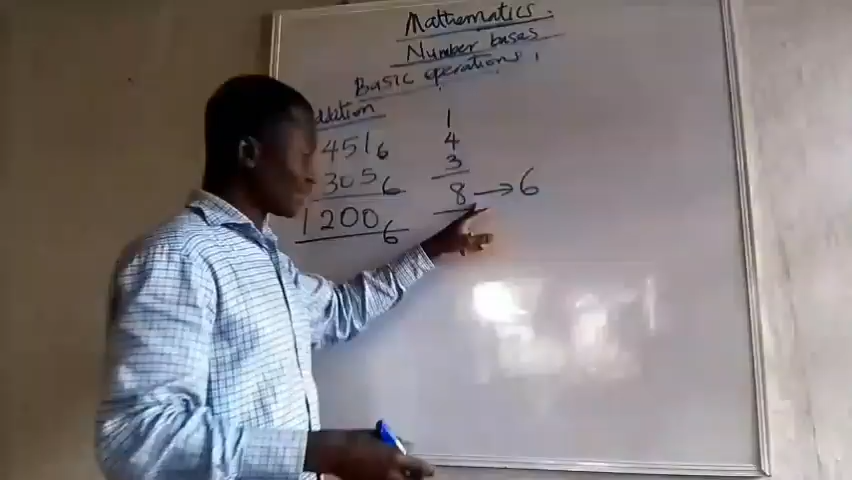 Mathematics.
Number bases
Basic operations,
ddition
451₆
305₆
1200₆
1
4
3
8 → 6